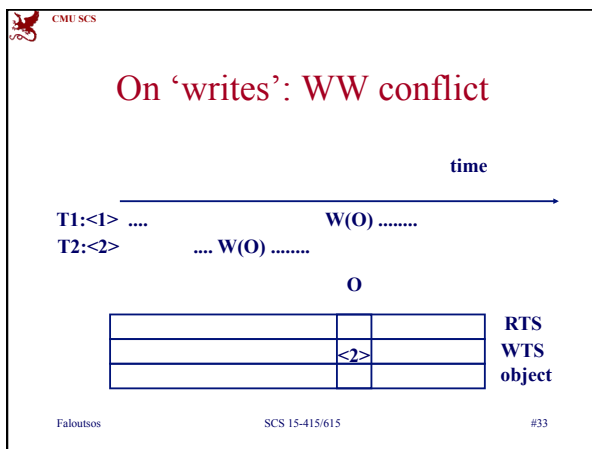 CMU SCS
On ‘writes’: WW conflict
time
T1:<1> .... W(O) ........
T2:<2> .... W(O) ........
O
RTS
<2> WTS
object
Faloutsos SCS 15-415/615 #33